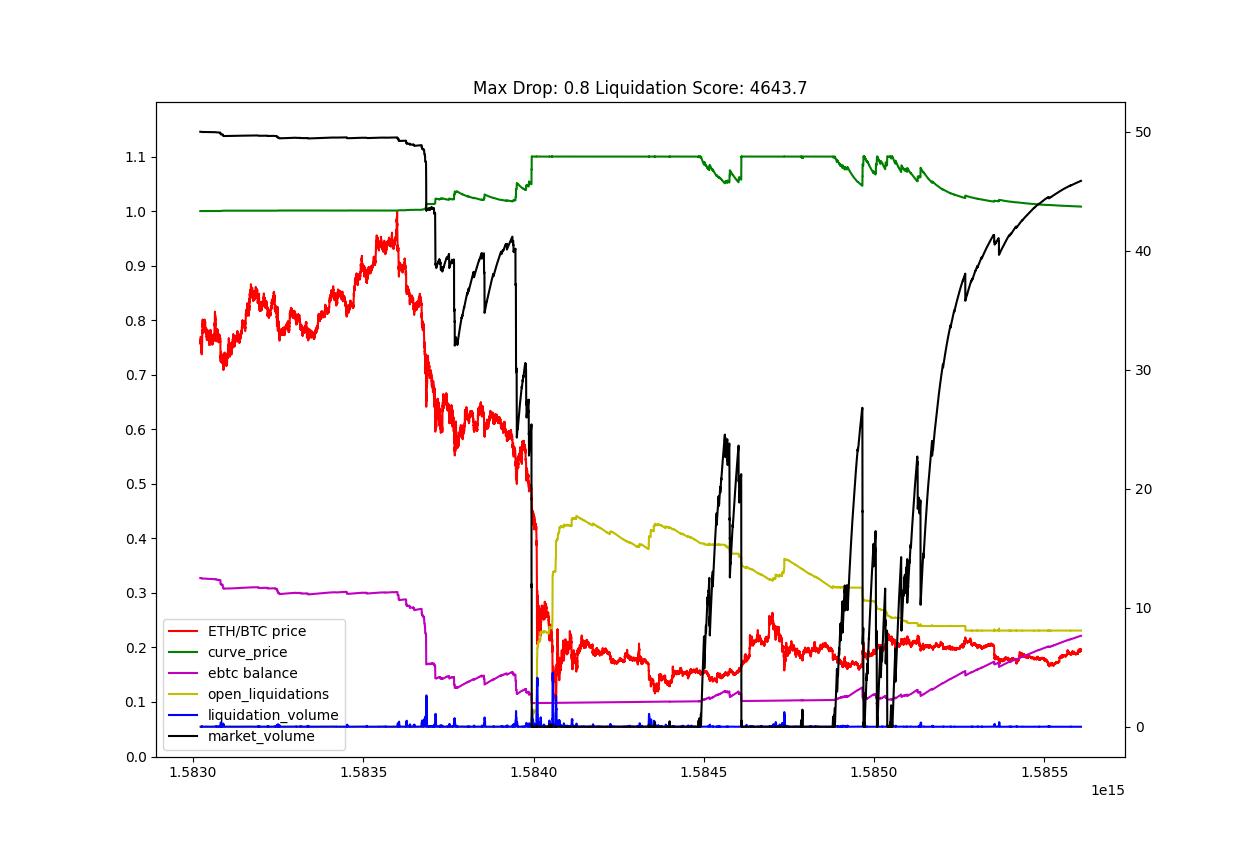 Max Drop: 0.8 Liquidation Score: 4643.7
1.1
1.0
0.9
0.8
0.7
0.6
0.5
0.4
0.3
0.2
0.1
0.0
50
40
30
20
10
0
ETH/BTC price
curve_price
ebtc balance
open_liquidations
liquidation_volume
market_volume
1.5830 1.5835 1.5840 1.5845 1.5850 1.5855
1e15